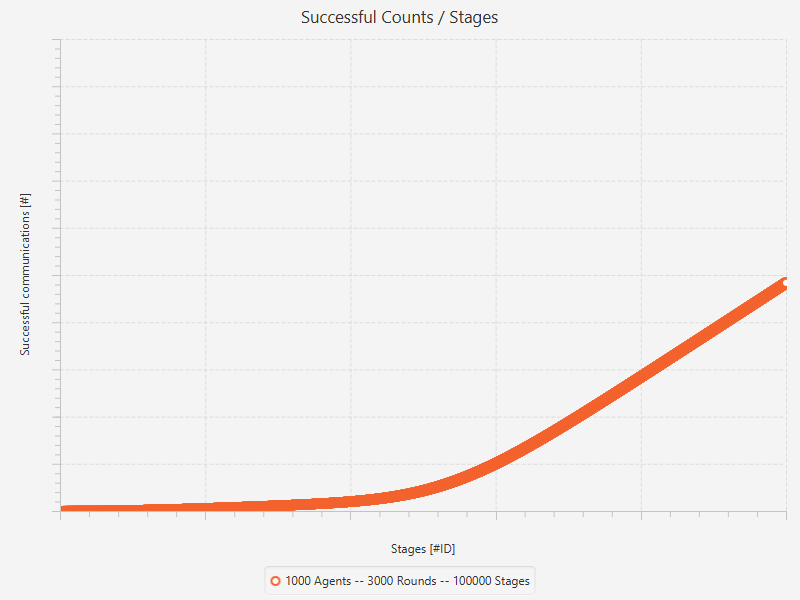 Successful Counts / Stages
Successful communications [#]
Stages [#ID]
1000 Agents -- 3000 Rounds -- 100000 Stages